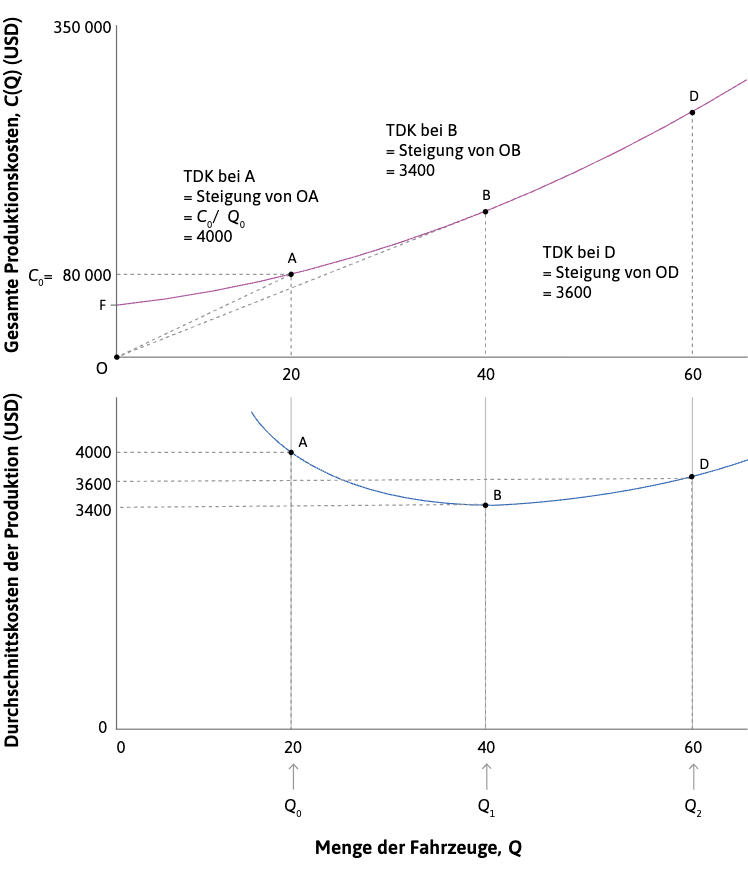 Gesamte Produktionskosten, C(Q) (USD)
350 000
C₀= 80 000
F
O
TDK bei A
= Steigung von OA
= C₀/ Q₀
= 4000
A
TDK bei B
= Steigung von OB
= 3400
B
TDK bei D
= Steigung von OD
= 3600
D
20
40
60
Durchschnittskosten der Produktion (USD)
4000
3600
3400
0
A
B
D
0
20
40
60
Q₀
Q₁
Q₂
Menge der Fahrzeuge, Q